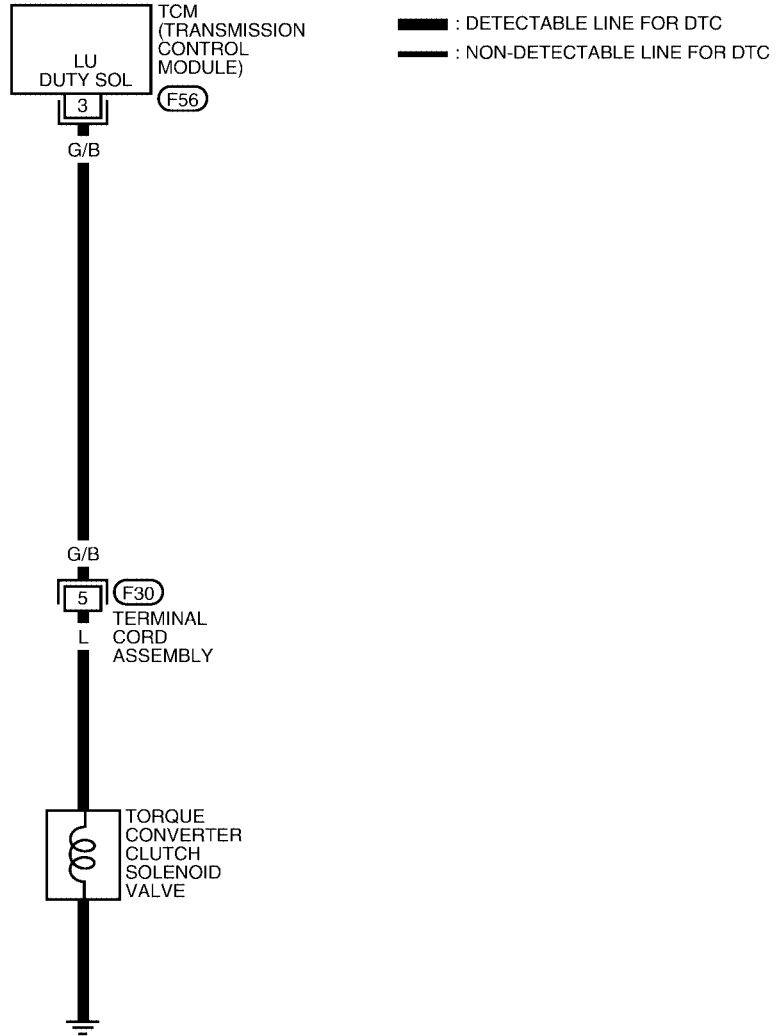 TCM
(TRANSMISSION
CONTROL
MODULE)
LU
DUTY SOL
3
F56
: DETECTABLE LINE FOR DTC
: NON-DETECTABLE LINE FOR DTC
G/B
G/B
5
F30
TERMINAL
CORD
ASSEMBLY
L
TORQUE
CONVERTER
CLUTCH
SOLENOID
VALVE